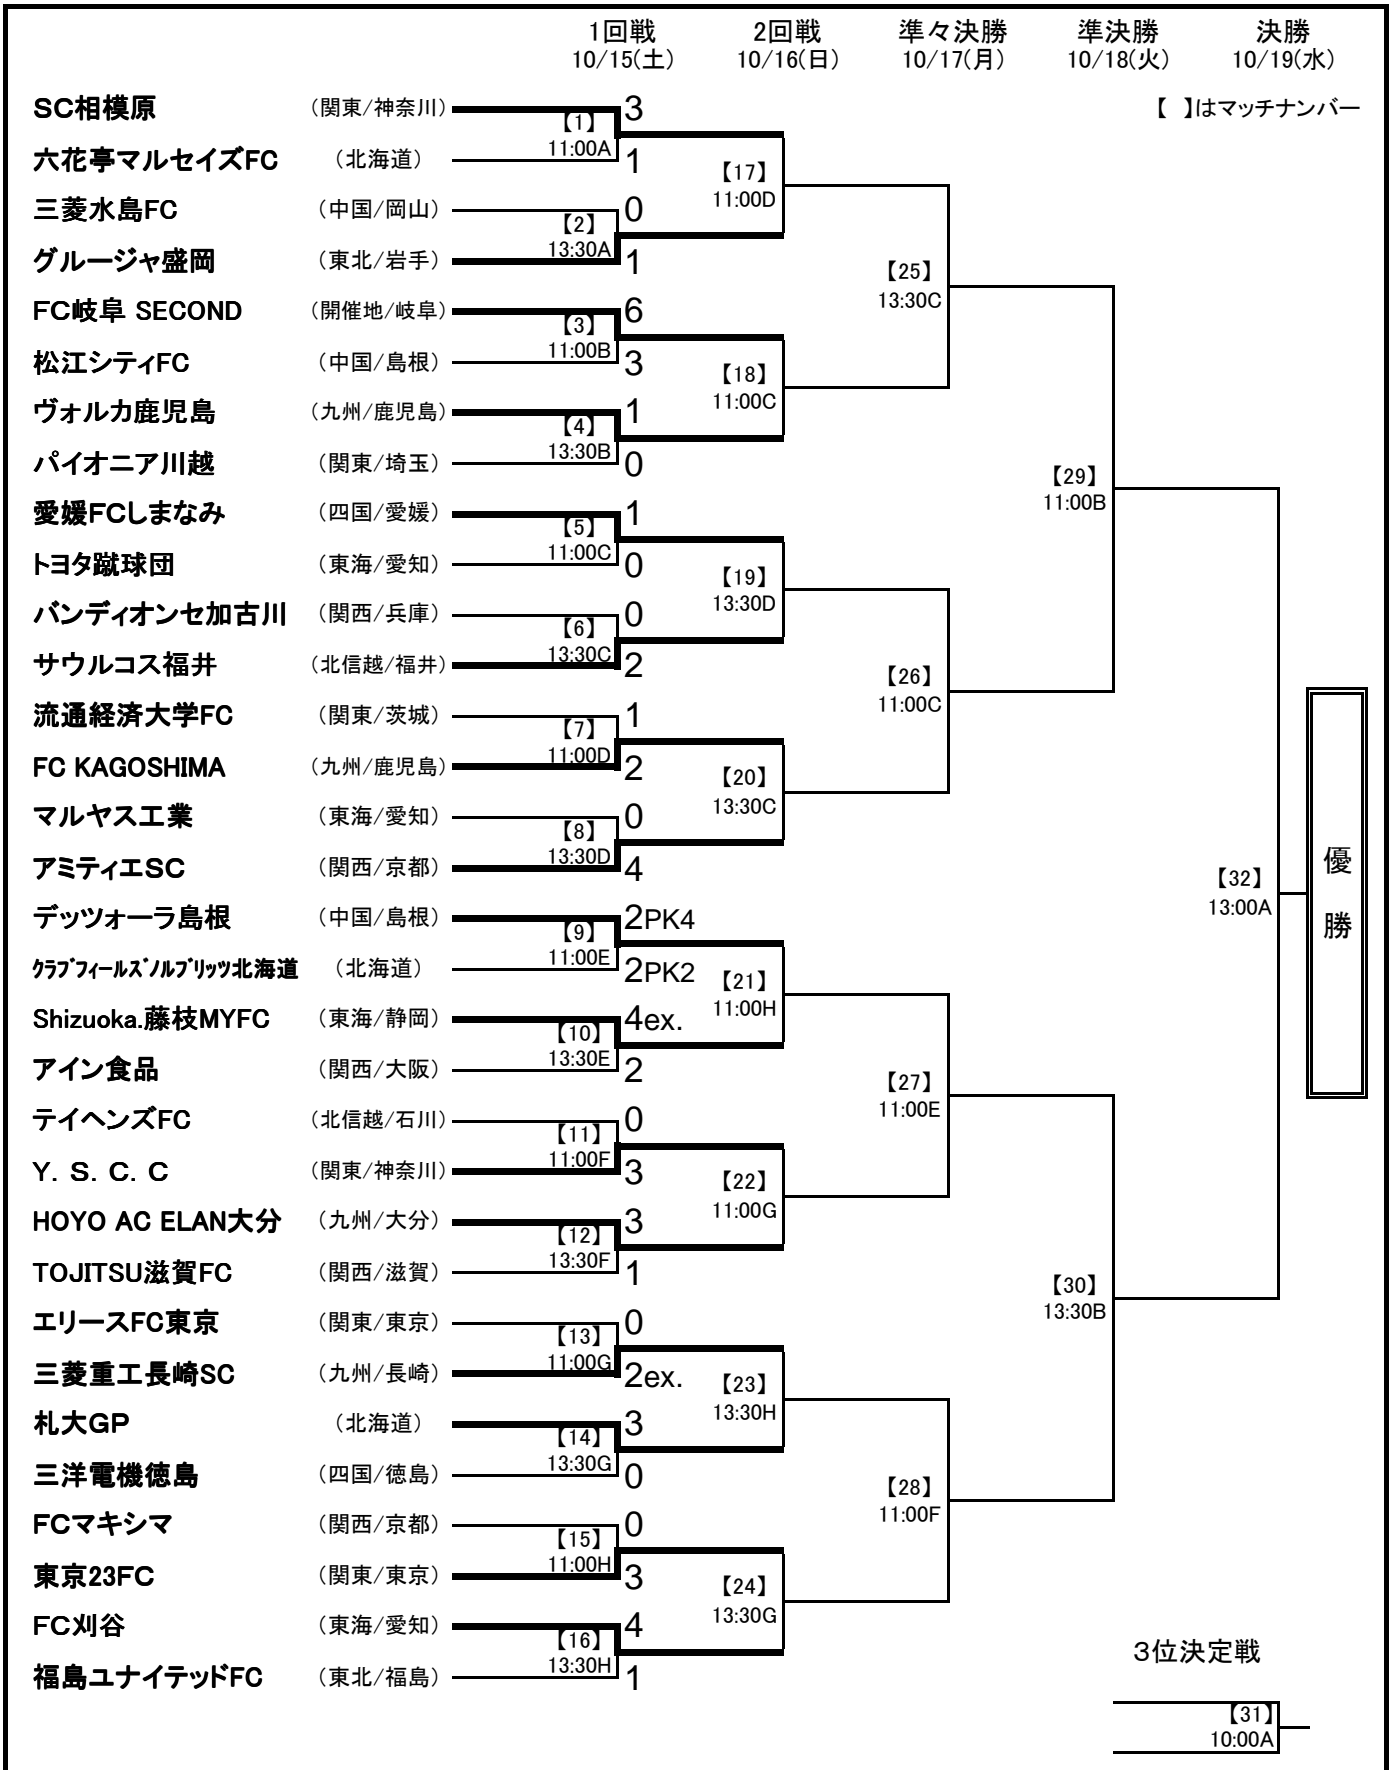 1回戦 2回戦 準々決勝 準決勝 決勝
10/15(土) 10/16(日) 10/17(月) 10/18(火) 10/19(水)
【 】はマッチナンバー
SC相模原 (関東/神奈川) 3
【1】
11:00A
六花亭マルセイズFC (北海道) 1
【17】
11:00D
三菱水島FC (中国/岡山) 0
【2】
13:30A
グルージャ盛岡 (東北/岩手) 1
【25】
13:30C
FC岐阜 SECOND (開催地/岐阜) 6
【3】
11:00B
松江シティFC (中国/島根) 3
【18】
11:00C
ヴォルカ鹿児島 (九州/鹿児島) 1
【4】
13:30B
パイオニア川越 (関東/埼玉) 0
【29】
11:00B
愛媛FCしまなみ (四国/愛媛) 1
【5】
11:00C
トヨタ蹴球団 (東海/愛知) 0
【19】
13:30D
バンディオンセ加古川 (関西/兵庫) 0
【6】
13:30C
サウルコス福井 (北信越/福井) 2
【26】
11:00C
流通経済大学FC (関東/茨城) 1
【7】
11:00D
FC KAGOSHIMA (九州/鹿児島) 2
【20】
13:30C
マルヤス工業 (東海/愛知) 0
【8】
13:30D
アミティエSC (関西/京都) 4
【32】
13:00A
優勝
デッツォーラ島根 (中国/島根) 2PK4
【9】
11:00E
クラブフィールズノルブリッツ北海道 (北海道) 2PK2
【21】
11:00H
Shizuoka.藤枝MYFC (東海/静岡) 4ex.
【10】
13:30E
アイン食品 (関西/大阪) 2
【27】
11:00E
テイヘンズFC (北信越/石川) 0
【11】
11:00F
Y. S. C. C (関東/神奈川) 3
【22】
11:00G
HOYO AC ELAN大分 (九州/大分) 3
【12】
13:30F
TOJITSU滋賀FC (関西/滋賀) 1
【30】
13:30B
エリースFC東京 (関東/東京) 0
【13】
11:00G
三菱重工長崎SC (九州/長崎) 2ex.
【23】
13:30H
札大GP (北海道) 3
【14】
13:30G
三洋電機徳島 (四国/徳島) 0
【28】
11:00F
FCマキシマ (関西/京都) 0
【15】
11:00H
東京23FC (関東/東京) 3
【24】
13:30G
FC刈谷 (東海/愛知) 4
【16】
13:30H
福島ユナイテッドFC (東北/福島) 1
3位決定戦
【31】
10:00A